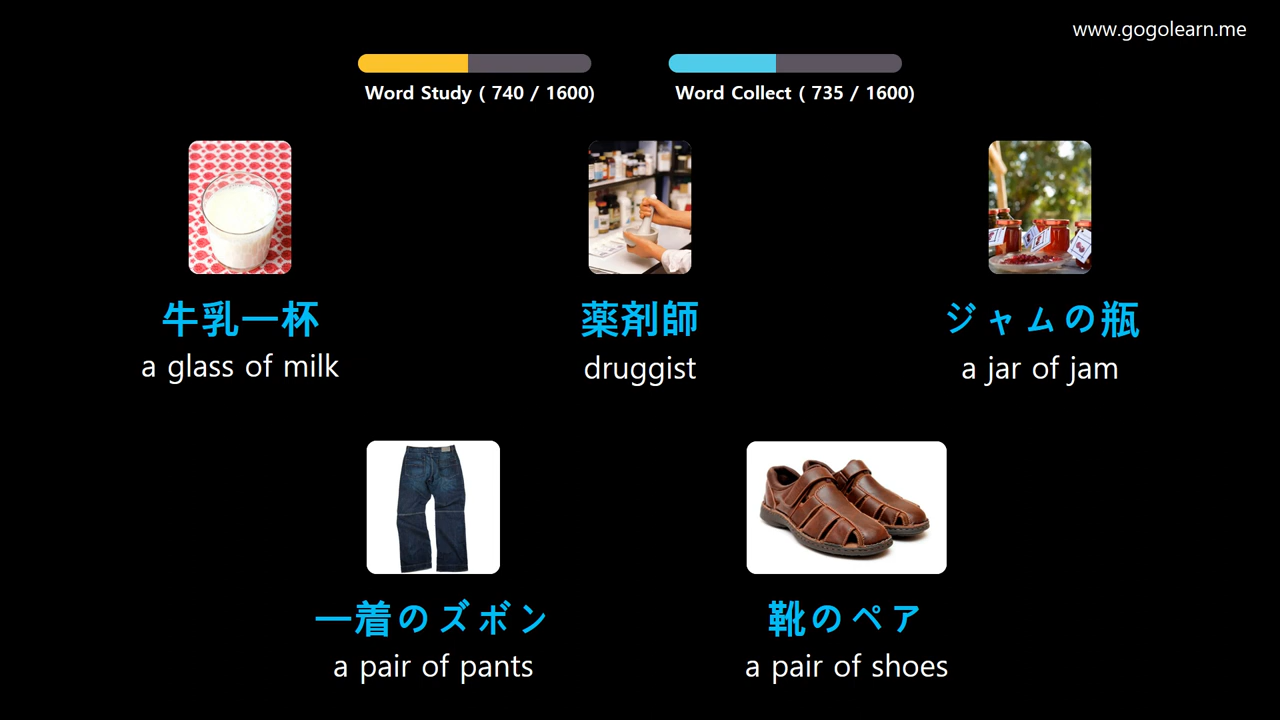 www.gogolearn.me
Word Study ( 740 / 1600)
Word Collect ( 735 / 1600)
牛乳一杯
a glass of milk
薬剤師
druggist
ジャムの瓶
a jar of jam
一着のズボン
a pair of pants
靴のペア
a pair of shoes